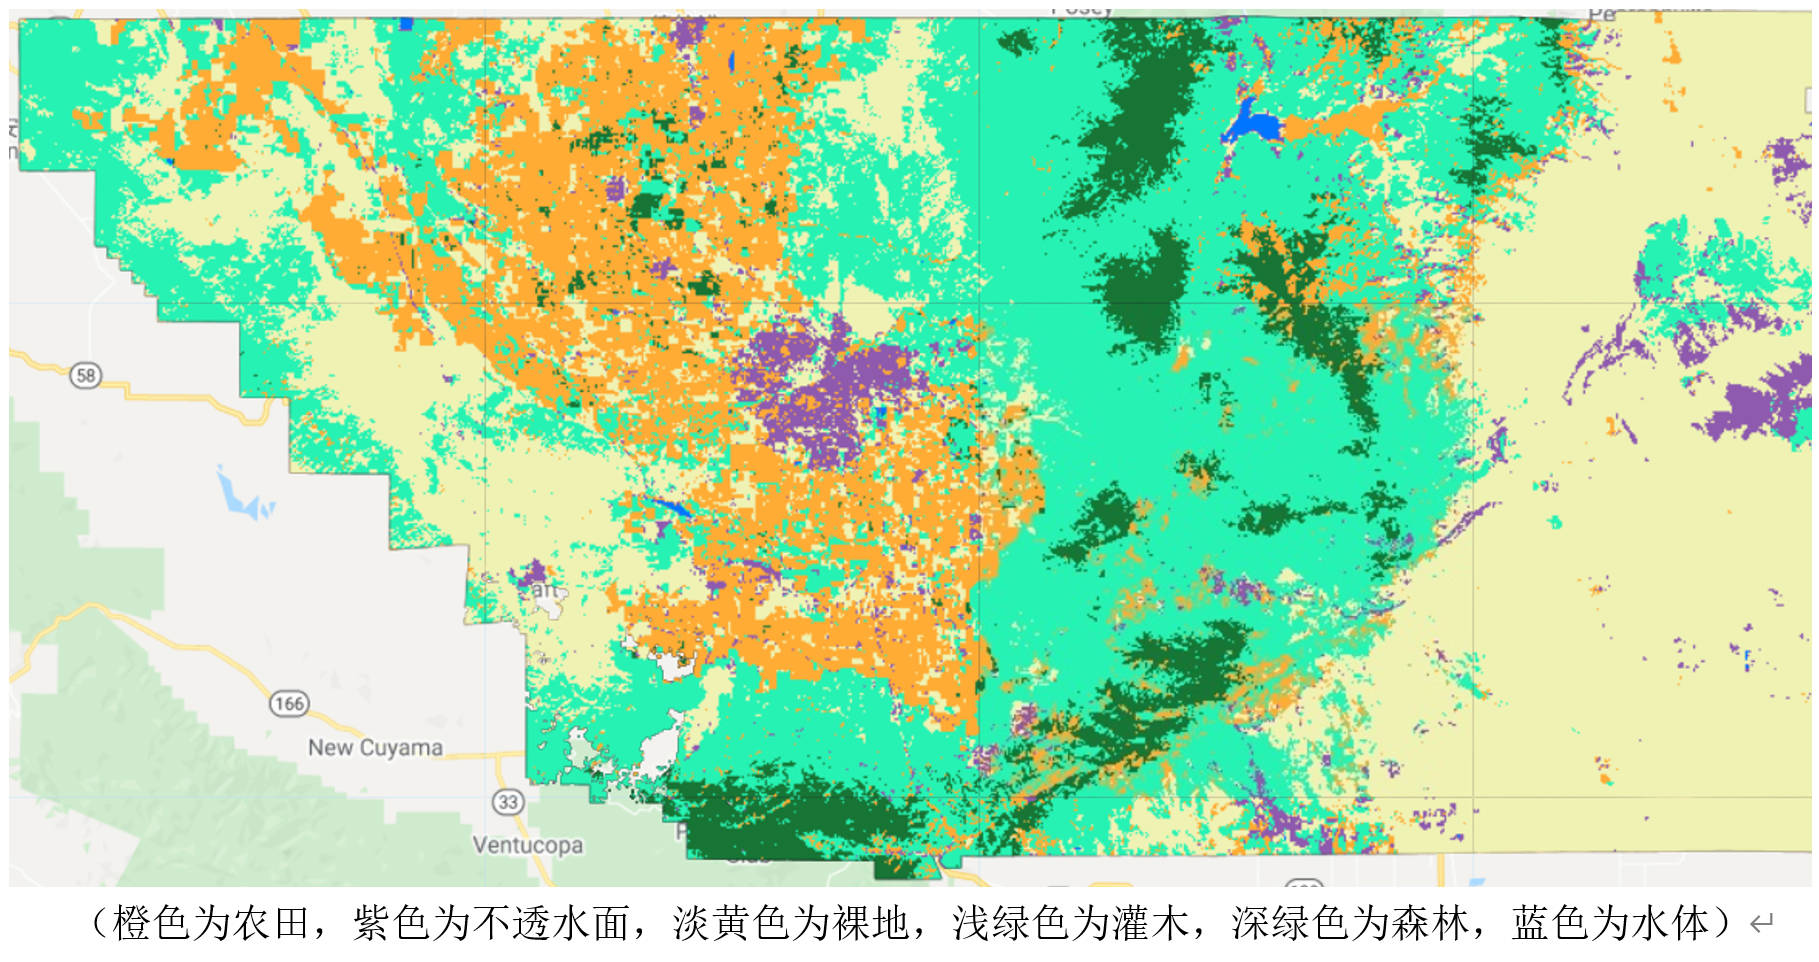 58
166
New Cuyama
33
Ventucopa
（橙色为农田，紫色为不透水面，淡黄色为裸地，浅绿色为灌木，深绿色为森林，蓝色为水体）↵